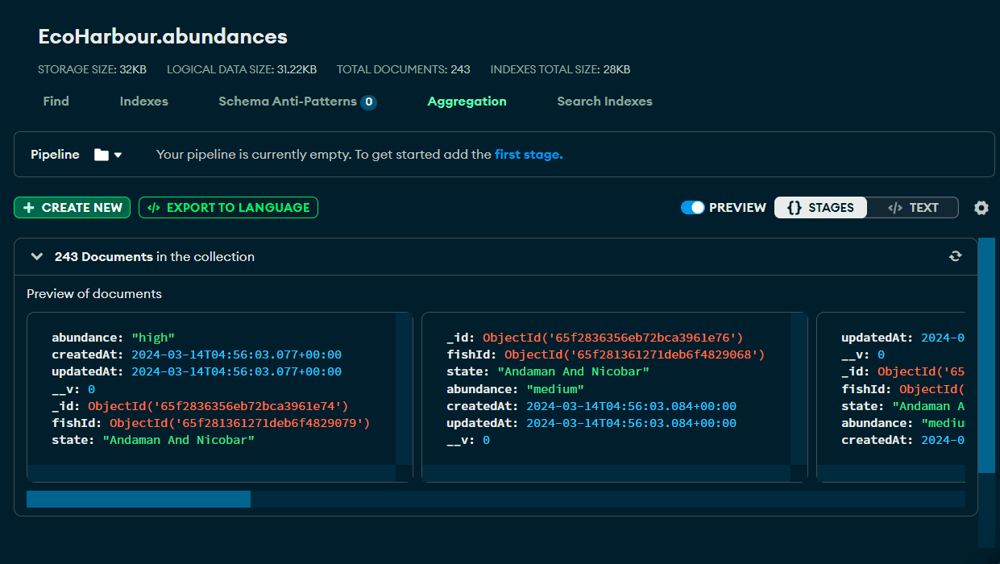 EcoHarbour.abundances
STORAGE SIZE: 32KB LOGICAL DATA SIZE: 31.22KB TOTAL DOCUMENTS: 243 INDEXES TOTAL SIZE: 28KB
Find Indexes Schema Anti-Patterns 0 Aggregation Search Indexes
Pipeline Your pipeline is currently empty. To get started add the first stage.
+ CREATE NEW </> EXPORT TO LANGUAGE PREVIEW {} STAGES </> TEXT
243 Documents in the collection
Preview of documents
abundance: "high"
createdAt: 2024-03-14T04:56:03.077+00:00
updatedAt: 2024-03-14T04:56:03.077+00:00
__v: 0
_id: ObjectId('65f2836356eb72bca3961e74')
fishId: ObjectId('65f281361271deb6f4829079')
state: "Andaman And Nicobar"
_id: ObjectId('65f2836356eb72bca3961e76')
fishId: ObjectId('65f281361271deb6f4829068')
state: "Andaman And Nicobar"
abundance: "medium"
createdAt: 2024-03-14T04:56:03.084+00:00
updatedAt: 2024-03-14T04:56:03.084+00:00
__v: 0
updatedAt: 2024-0
__v: 0
_id: ObjectId('65
fishId: ObjectId(
state: "Andaman A
abundance: "mediu
createdAt: 2024-0